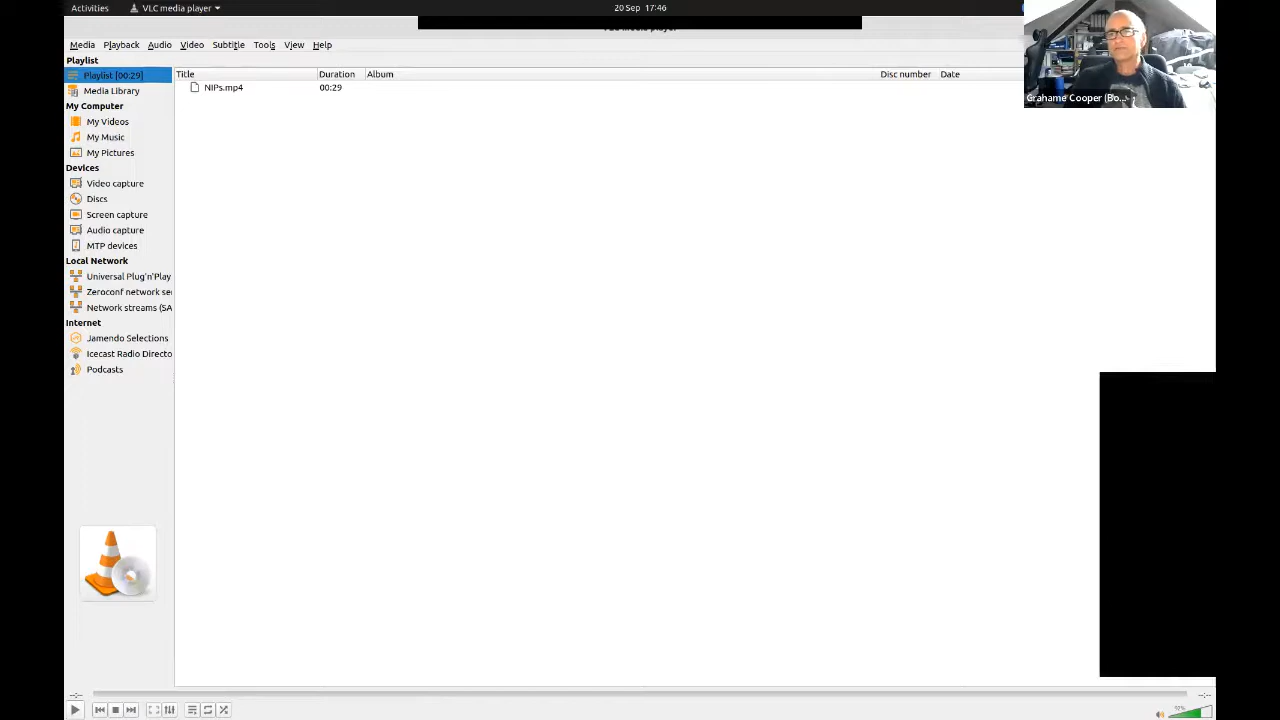 Activities VLC media player 20 Sep 17:46
Media Playback Audio Video Subtitle Tools View Help
Playlist
Title Duration Album Disc number Date
Playlist [00:29]
NIPs.mp4 00:29
Media Library
Grahame Cooper (Bo...
My Computer
My Videos
My Music
My Pictures
Devices
Video capture
Discs
Screen capture
Audio capture
MTP devices
Local Network
Universal Plug'n'Play
Zeroconf network se
Network streams (SA
Internet
Jamendo Selections
Icecast Radio Directo
Podcasts
--:-- --:--
92%